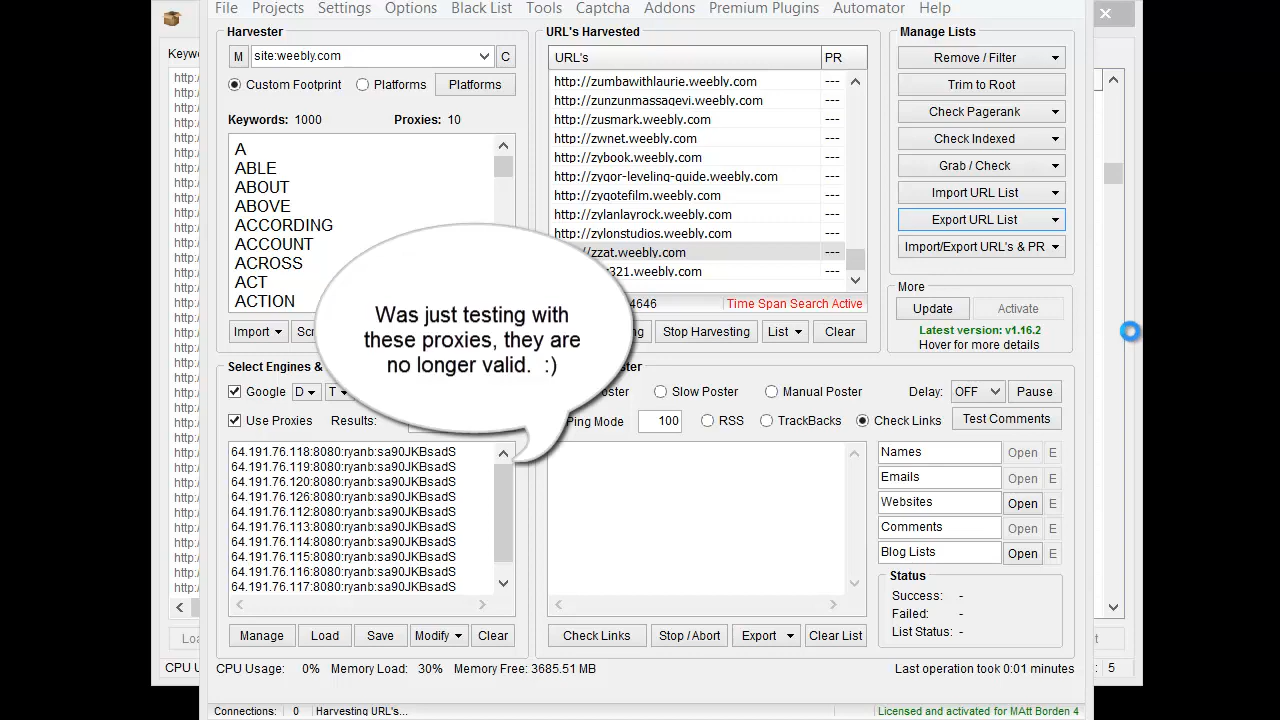 File Projects Settings Options Black List Tools Captcha Addons Premium Plugins Automator Help
Harvester
M site:weebly.com C
Custom Footprint Platforms Platforms
Keywords: 1000 Proxies: 10
A
ABLE
ABOUT
ABOVE
ACCORDING
ACCOUNT
ACROSS
ACT
ACTION
Import
URL's Harvested
URL's PR
http://zumbawithlaurie.weebly.com ---
http://zunzunmassaqevi.weebly.com ---
http://zusmark.weebly.com ---
http://zwnet.weebly.com ---
http://zybook.weebly.com ---
http://zygor-leveling-guide.weebly.com ---
http://zygotefilm.weebly.com ---
http://zylanlayrock.weebly.com ---
http://zylonstudios.weebly.com ---
//zzat.weebly.com ---
321.weebly.com ---
4646 Time Span Search Active
Stop Harvesting List Clear
Manage Lists
Remove / Filter
Trim to Root
Check Pagerank
Check Indexed
Grab / Check
Import URL List
Export URL List
Import/Export URL's & PR
More
Update Activate
Latest version: v1.16.2
Hover for more details
Was just testing with
these proxies, they are
no longer valid. :)
Select Engines &
Google D T
Use Proxies Results:
64.191.76.118:8080:ryanb:sa90JKBsadS
64.191.76.119:8080:ryanb:sa90JKBsadS
64.191.76.120:8080:ryanb:sa90JKBsadS
64.191.76.126:8080:ryanb:sa90JKBsadS
64.191.76.112:8080:ryanb:sa90JKBsadS
64.191.76.113:8080:ryanb:sa90JKBsadS
64.191.76.114:8080:ryanb:sa90JKBsadS
64.191.76.115:8080:ryanb:sa90JKBsadS
64.191.76.116:8080:ryanb:sa90JKBsadS
64.191.76.117:8080:ryanb:sa90JKBsadS
Manage Load Save Modify Clear
Slow Poster Manual Poster Delay: OFF Pause
Ping Mode 100 RSS TrackBacks Check Links Test Comments
Names Open E
Emails Open E
Websites Open E
Comments Open E
Blog Lists Open E
Status
Success: -
Failed: -
List Status: -
Check Links Stop / Abort Export Clear List
CPU Usage: 0% Memory Load: 30% Memory Free: 3685.51 MB Last operation took 0:01 minutes
Connections: 0 Harvesting URL's... Licensed and activated for MAtt Borden 4